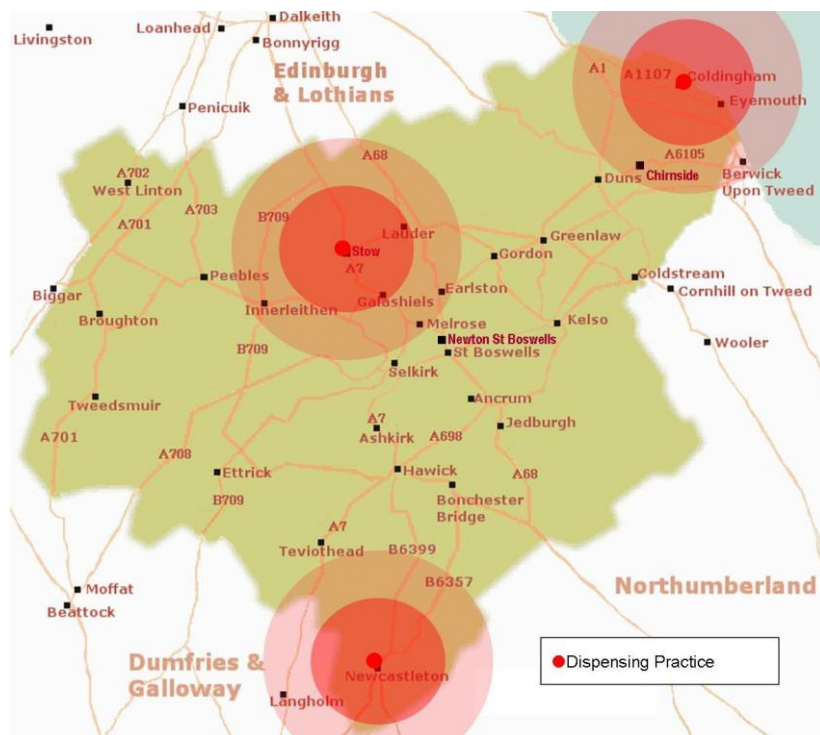 Dalkeith
Livingston
Loanhead
Bonnyrigg
Edinburgh
& Lothians
A1
A1107
Coldingham
Eyemouth
Penicuik
A68
A6105
A702
West Linton
Duns
Chirnside
Berwick
Upon Tweed
A701
A703
B709
Lauder
Stow
A7
Greenlaw
Gordon
Peebles
Coldstream
Biggar
Innerleithen
Galashiels
Earlston
Cornhill on Tweed
Broughton
Melrose
Kelso
Newton St Boswells
Wooler
B709
St Boswells
Selkirk
Tweedsmuir
Ancrum
A7
Ashkirk
Jedburgh
A701
A708
A698
Ettrick
Hawick
A68
B709
Bonchester
Bridge
A7
Teviothead
B6399
B6357
Moffat
Beattock
Northumberland
Dumfries &
Galloway
Newcastleton
Langholm
Dispensing Practice